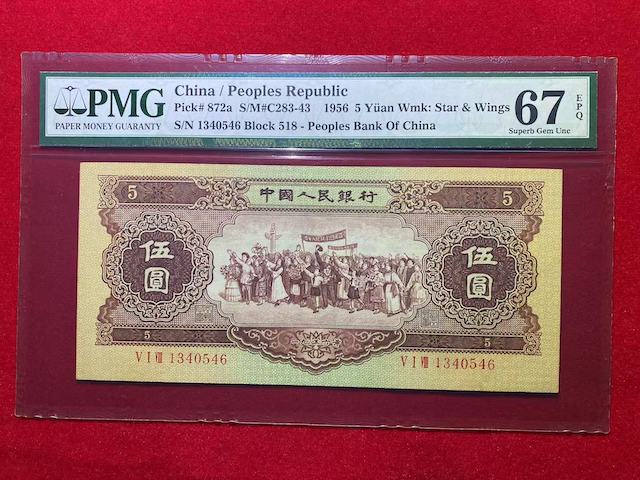 PMG
PAPER MONEY GUARANTY
China / Peoples Republic
Pick# 872a S/M#C283-43 1956 5 Yüan Wmk: Star & Wings
S/N 1340546 Block 518 - Peoples Bank Of China
67
EPQ
Superb Gem Unc
5
中國人民銀行
5
伍圓
伍圓
5
5
V I VIII 1340546
V I VIII 1340546